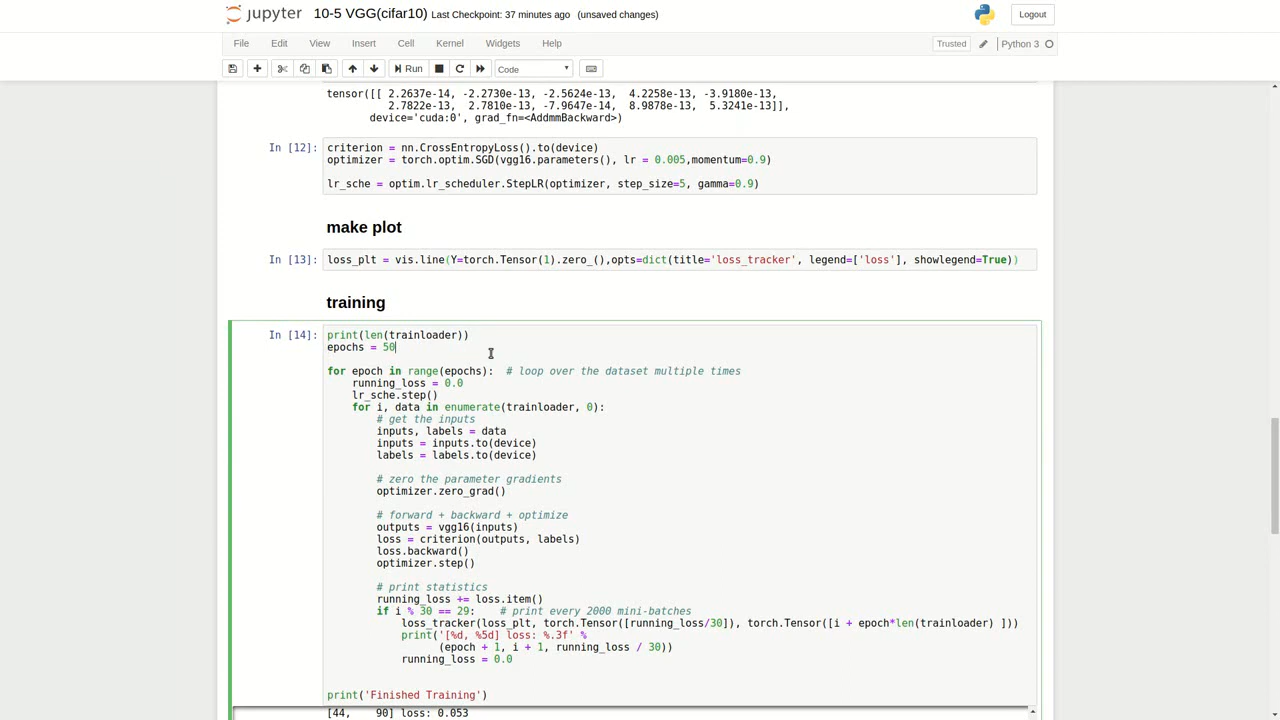 jupyter 10-5 VGG(cifar10) Last Checkpoint: 37 minutes ago (unsaved changes) Logout
File Edit View Insert Cell Kernel Widgets Help Trusted Python 3
Run Code
tensor([[ 2.2637e-14, -2.2730e-13, -2.5624e-13,  4.2258e-13, -3.9180e-13,
          2.7822e-13,  2.7810e-13, -7.9647e-14,  8.9878e-13,  5.3241e-13]],
       device='cuda:0', grad_fn=<AddmmBackward>)
In [12]: criterion = nn.CrossEntropyLoss().to(device)
optimizer = torch.optim.SGD(vgg16.parameters(), lr = 0.005,momentum=0.9)
lr_sche = optim.lr_scheduler.StepLR(optimizer, step_size=5, gamma=0.9)
make plot
In [13]: loss_plt = vis.line(Y=torch.Tensor(1).zero_(),opts=dict(title='loss_tracker', legend=['loss'], showlegend=True))
training
In [14]: print(len(trainloader))
epochs = 50
for epoch in range(epochs):  # loop over the dataset multiple times
    running_loss = 0.0
    lr_sche.step()
    for i, data in enumerate(trainloader, 0):
        # get the inputs
        inputs, labels = data
        inputs = inputs.to(device)
        labels = labels.to(device)
        # zero the parameter gradients
        optimizer.zero_grad()
        # forward + backward + optimize
        outputs = vgg16(inputs)
        loss = criterion(outputs, labels)
        loss.backward()
        optimizer.step()
        # print statistics
        running_loss += loss.item()
        if i % 30 == 29:    # print every 2000 mini-batches
            loss_tracker(loss_plt, torch.Tensor([running_loss/30]), torch.Tensor([i + epoch*len(trainloader) ]))
            print('[%d, %5d] loss: %.3f' %
                  (epoch + 1, i + 1, running_loss / 30))
            running_loss = 0.0
print('Finished Training')
[44,    90] loss: 0.053